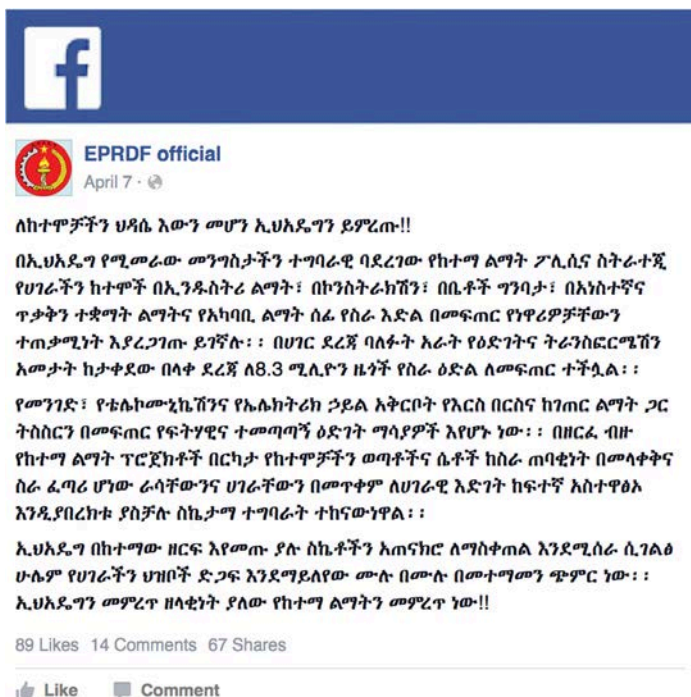 f
EPRDF official
April 7 ·
ለከተሞቻችን ህዳሴ እውን መሆን ኢህአዴግን ይምረጡ!!
በኢህአዴግ የሚመራው መንግስታችን ተግባራዊ ባደረገው የከተማ ልማት ፖሊሲና ስትራተጂ
የሀገራችን ከተሞች በኢንዱስትሪ ልማት፣ በኮንስትራክሽን፣ በቤቶች ግንባታ፣ በአነስተኛና
ጥቃቅን ተቋማት ልማትና የአካባቢ ልማት ሰፊ የስራ እድል በመፍጠር የነዋሪዎቻቸውን
ተጠቃሚነት እያረጋገጡ ይገኛሉ፡፡ በሀገር ደረጃ ባለፉት አራት የዕድገትና ትራንስፎርሜሽን
አመታት ከታቀደው በላቀ ደረጃ ለ8.3 ሚሊዮን ዜጎች የስራ ዕድል ለመፍጠር ተችሏል፡፡
የመንገድ፣ የቴሌኮሙኒኬሽንና የኤሌክትሪክ ኃይል አቅርቦት የእርስ በርስና ከገጠር ልማት ጋር
ትስስርን በመፍጠር የፍትሃዊና ተመጣጣኝ ዕድገት ማሳያዎች እየሆኑ ነው፡፡ በዘርፈ ብዙ
የከተማ ልማት ፕሮጀክቶች በርካታ የከተሞቻችን ወጣቶችና ሴቶች ከስራ ጠባቂነት በመላቀቅና
ስራ ፈጣሪ ሆነው ራሳቸውንና ሀገራቸውን በመጥቀም ለሀገራዊ እድገት ከፍተኛ አስተዋፅኦ
እንዲያበረክቱ ያስቻሉ ስኬታማ ተግባራት ተከናውነዋል፡፡
ኢህአዴግ በከተማው ዘርፍ እየመጡ ያሉ ስኬቶችን አጠናክሮ ለማስቀጠል እንደሚሰራ ሲገልፅ
ሁሉም የሀገራችን ህዝቦች ድጋፍ እንደማይለየው ሙሉ በሙሉ በመተማመን ጭምር ነው፡፡
ኢህአዴግን መምረጥ ዘላቂነት ያለው የከተማ ልማትን መምረጥ ነው!!
89 Likes 14 Comments 67 Shares
Like Comment